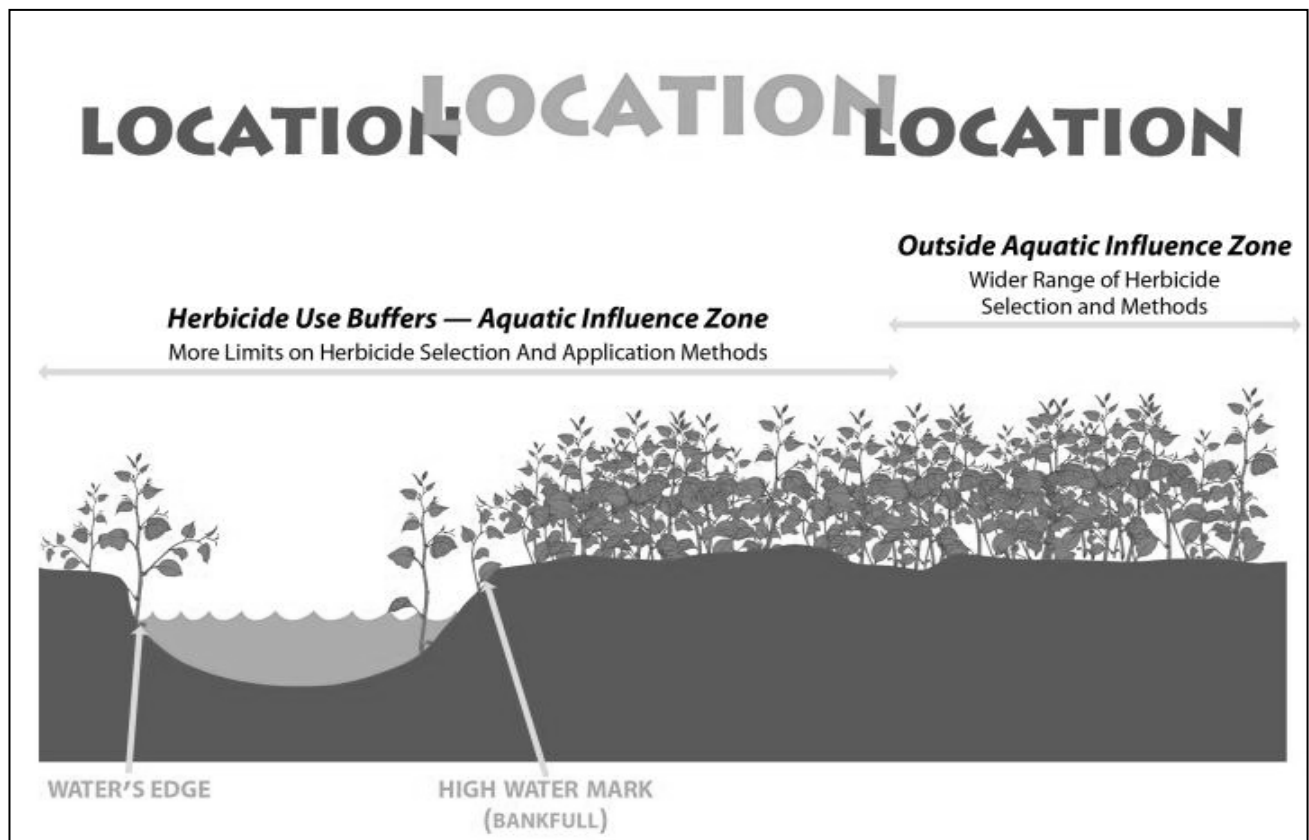 LOCATION LOCATION LOCATION
Outside Aquatic Influence Zone
Wider Range of Herbicide
Selection and Methods
Herbicide Use Buffers — Aquatic Influence Zone
More Limits on Herbicide Selection And Application Methods
WATER'S EDGE
HIGH WATER MARK
(BANKFULL)